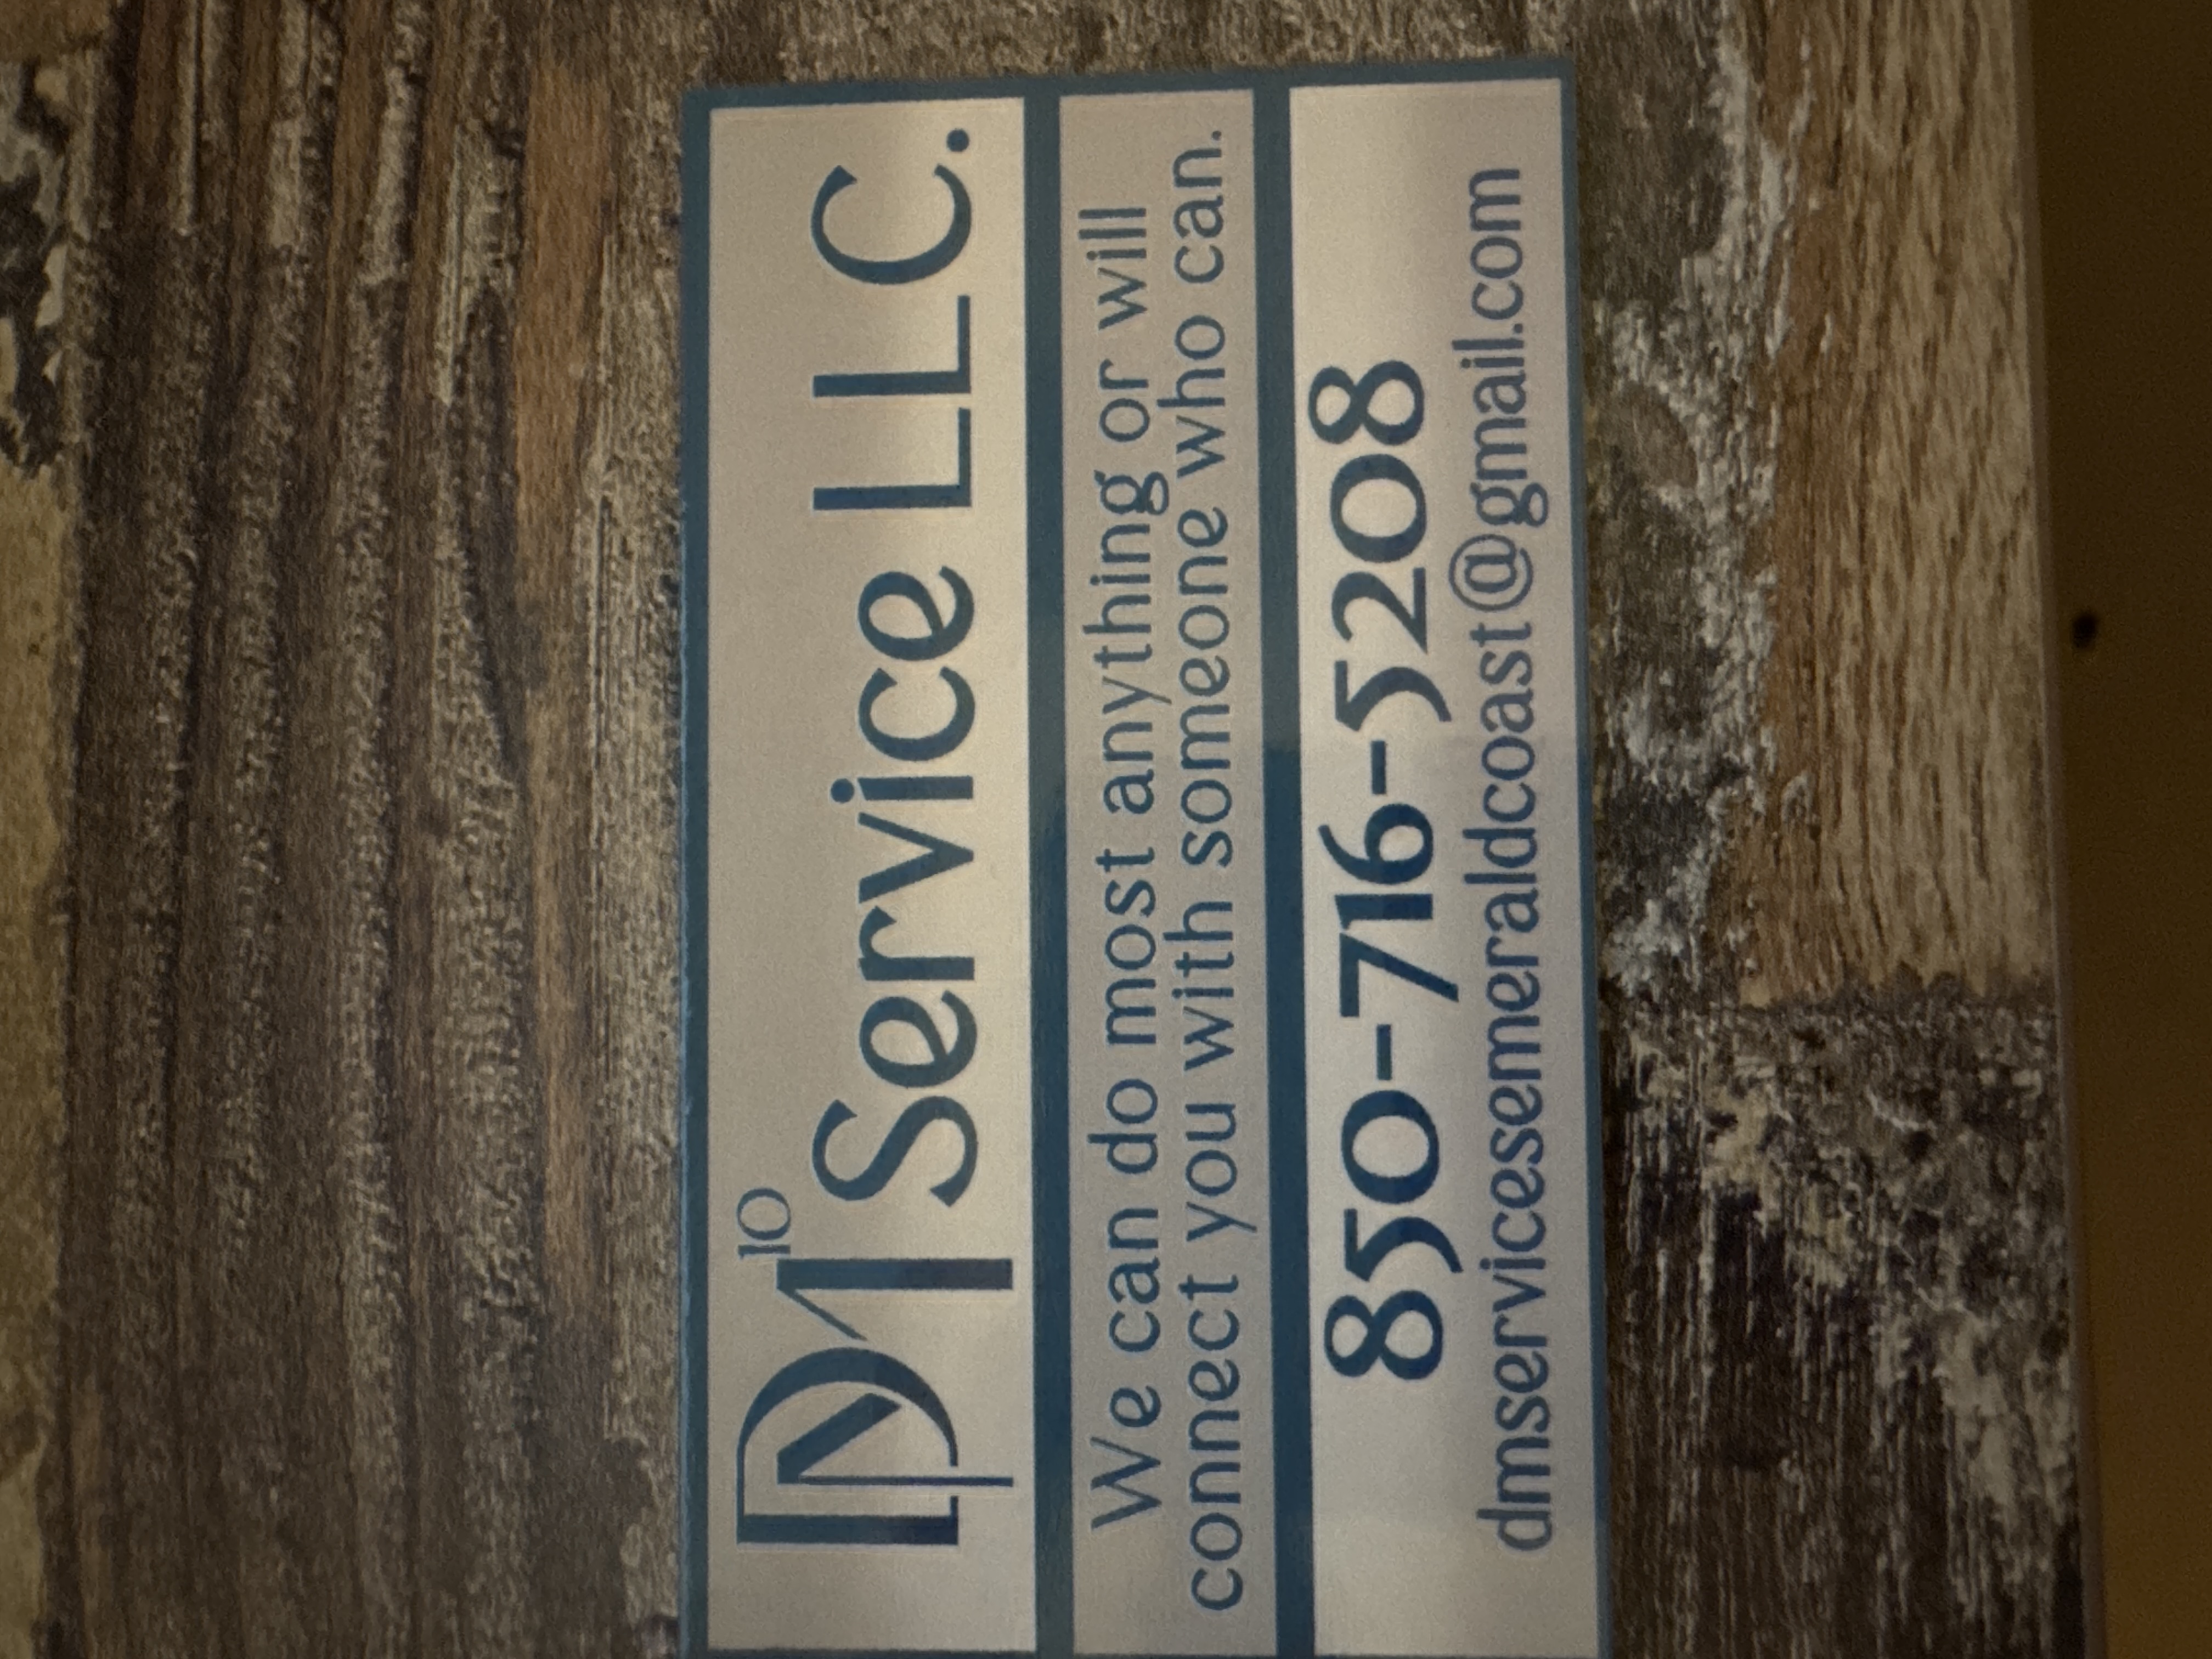 DM10 Service LLC.
We can do most anything or will
connect you with someone who can.
850-716-5208
dmservicesemeraldcoast@gmail.com